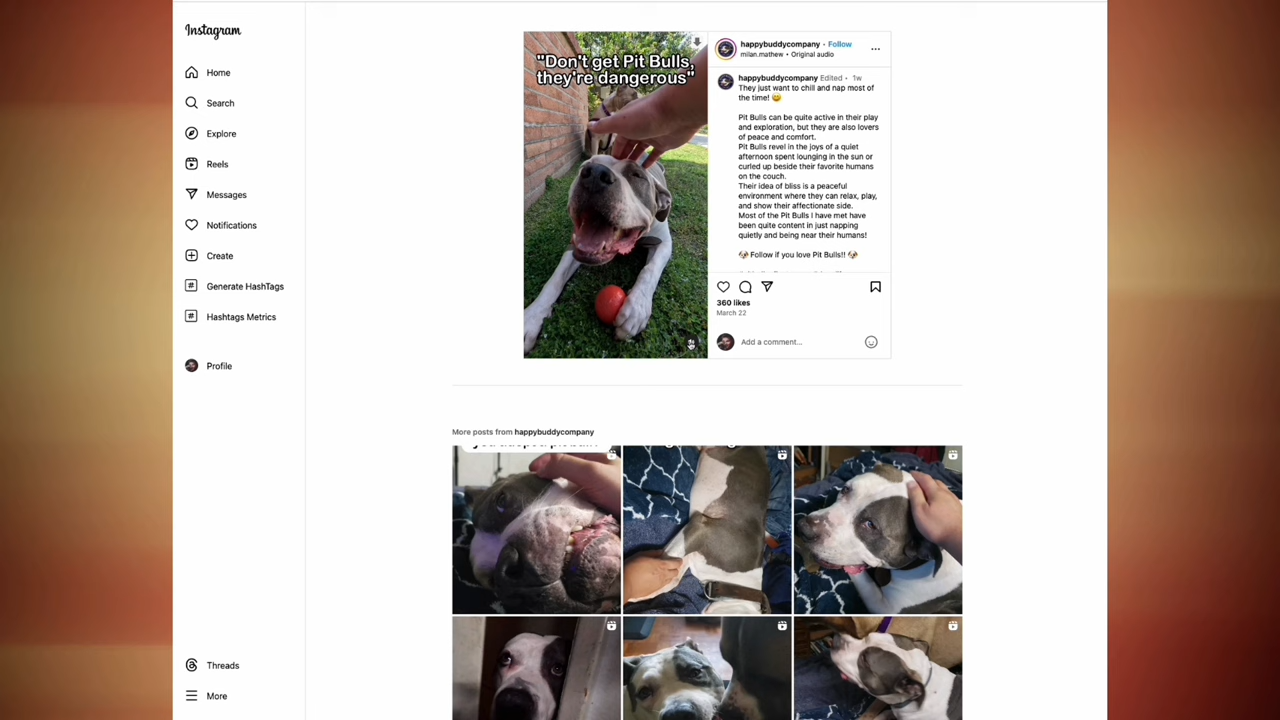 Instagram
Home
Search
Explore
Reels
Messages
Notifications
Create
Generate HashTags
Hashtags Metrics
Profile
Threads
More
"Don't get Pit Bulls,
they're dangerous"
happybuddycompany • Follow
milan.mathew • Original audio
happybuddycompany Edited • 1w
They just want to chill and nap most of
the time! 😄
Pit Bulls can be quite active in their play
and exploration, but they are also lovers
of peace and comfort.
Pit Bulls revel in the joys of a quiet
afternoon spent lounging in the sun or
curled up beside their favorite humans
on the couch.
Their idea of bliss is a peaceful
environment where they can relax, play,
and show their affectionate side.
Most of the Pit Bulls I have met have
been quite content in just napping
quietly and being near their humans!
🐶Follow if you love Pit Bulls!! 🐶
360 likes
March 22
Add a comment...
More posts from happybuddycompany